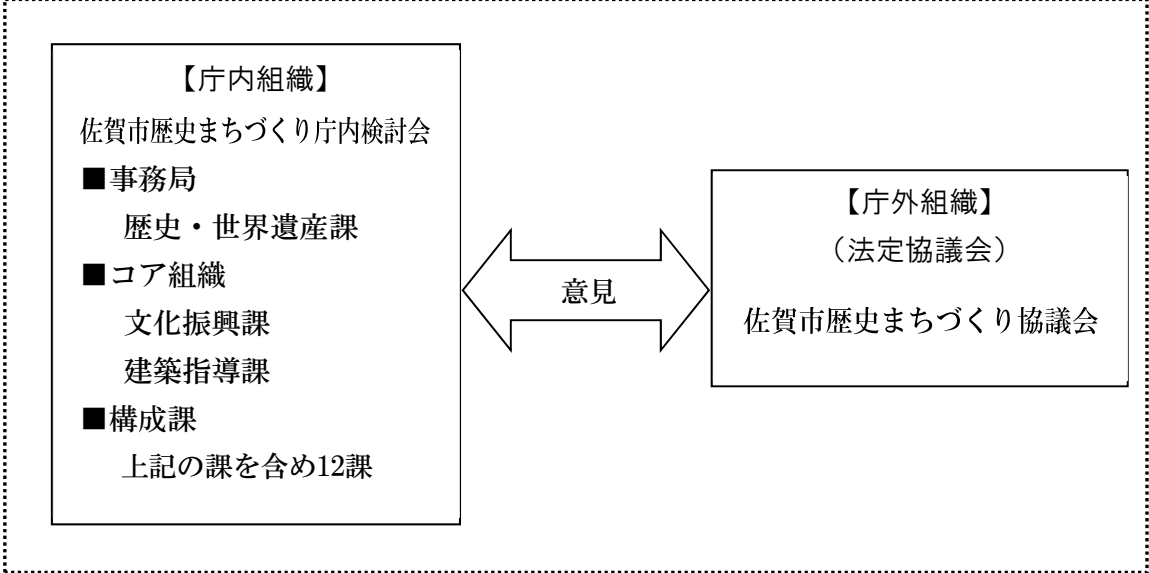 【庁内組織】
佐賀市歴史まちづくり庁内検討会
■事務局
歴史・世界遺産課
■コア組織
文化振興課
建築指導課
■構成課
上記の課を含め12課
意見
【庁外組織】
（法定協議会）
佐賀市歴史まちづくり協議会